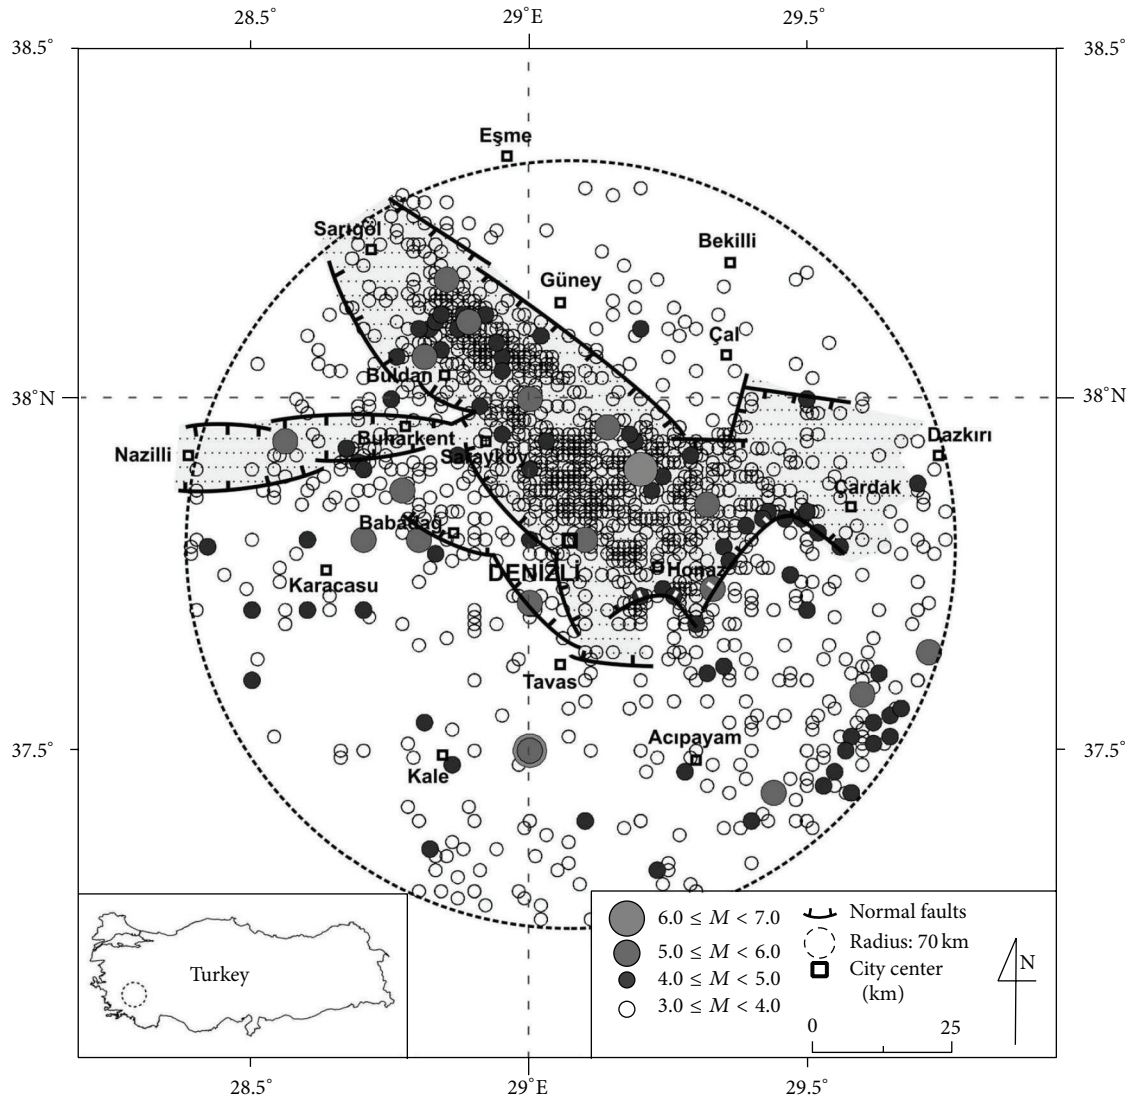 28.5° 29°E 29.5°
38.5° 38.5°
Eşme
Sarıgöl
Bekilli
Güney
Çal
Buldan
38°N 38°N
Buharkent
Dazkırı
Nazilli
Sarayköy
Çardak
Babadağ
DENİZLİ
Honaz
Karacasu
Tavas
37.5° 37.5°
Acıpayam
Kale
6.0 ≤ M < 7.0
5.0 ≤ M < 6.0
4.0 ≤ M < 5.0
3.0 ≤ M < 4.0
Normal faults
Radius: 70 km
City center
(km)
0 25
N
Turkey
28.5° 29°E 29.5°